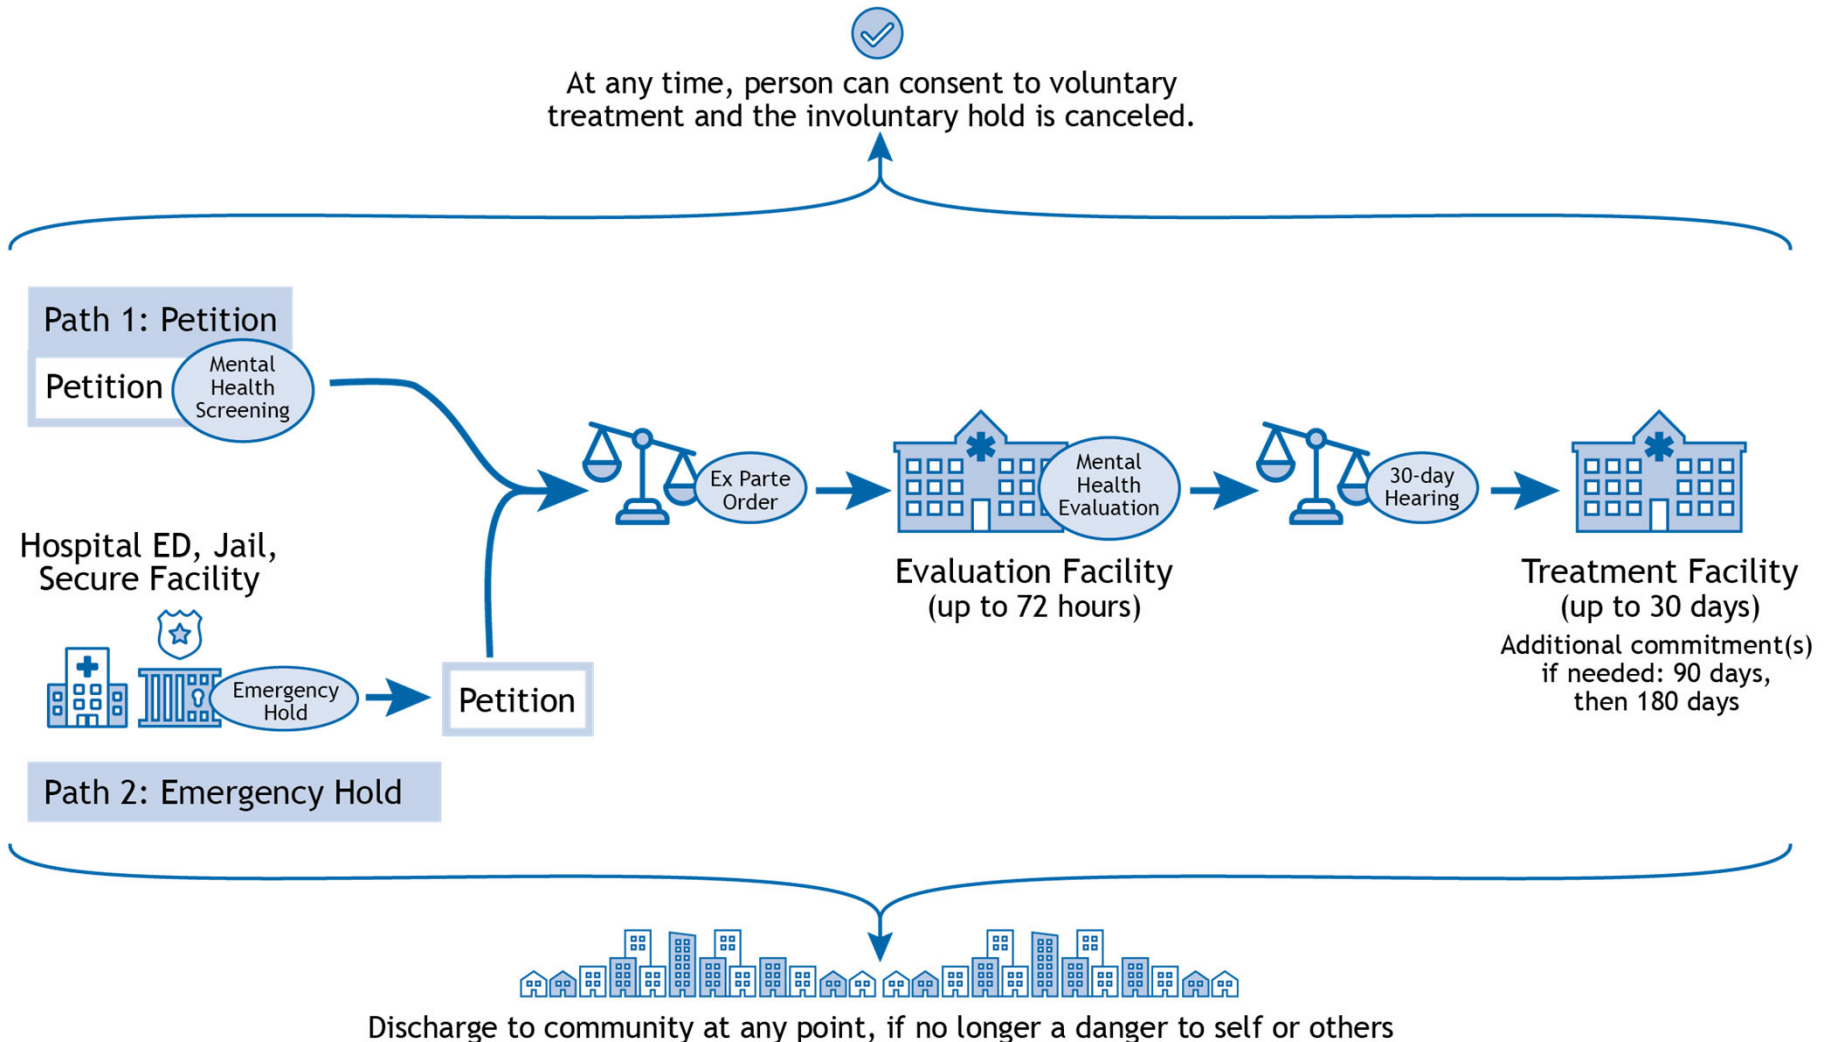 At any time, person can consent to voluntary
treatment and the involuntary hold is canceled.
Path 1: Petition
Petition
Mental
Health
Screening
Hospital ED, Jail,
Secure Facility
Emergency
Hold
Petition
Path 2: Emergency Hold
Ex Parte
Order
Mental
Health
Evaluation
Evaluation Facility
(up to 72 hours)
30-day
Hearing
Treatment Facility
(up to 30 days)
Additional commitment(s)
if needed: 90 days,
then 180 days
Discharge to community at any point, if no longer a danger to self or others